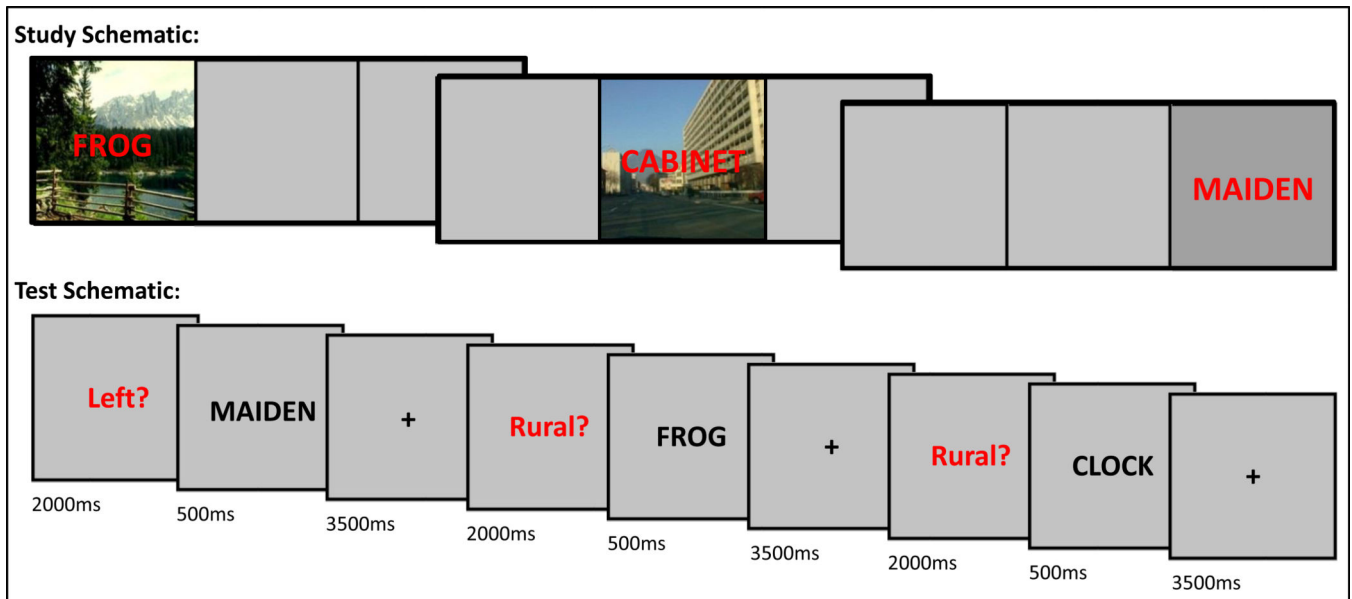 Study Schematic:
FROG
CABINET
MAIDEN
Test Schematic:
Left?
MAIDEN
+
Rural?
FROG
+
Rural?
CLOCK
+
2000ms
500ms
3500ms
2000ms
500ms
3500ms
2000ms
500ms
3500ms